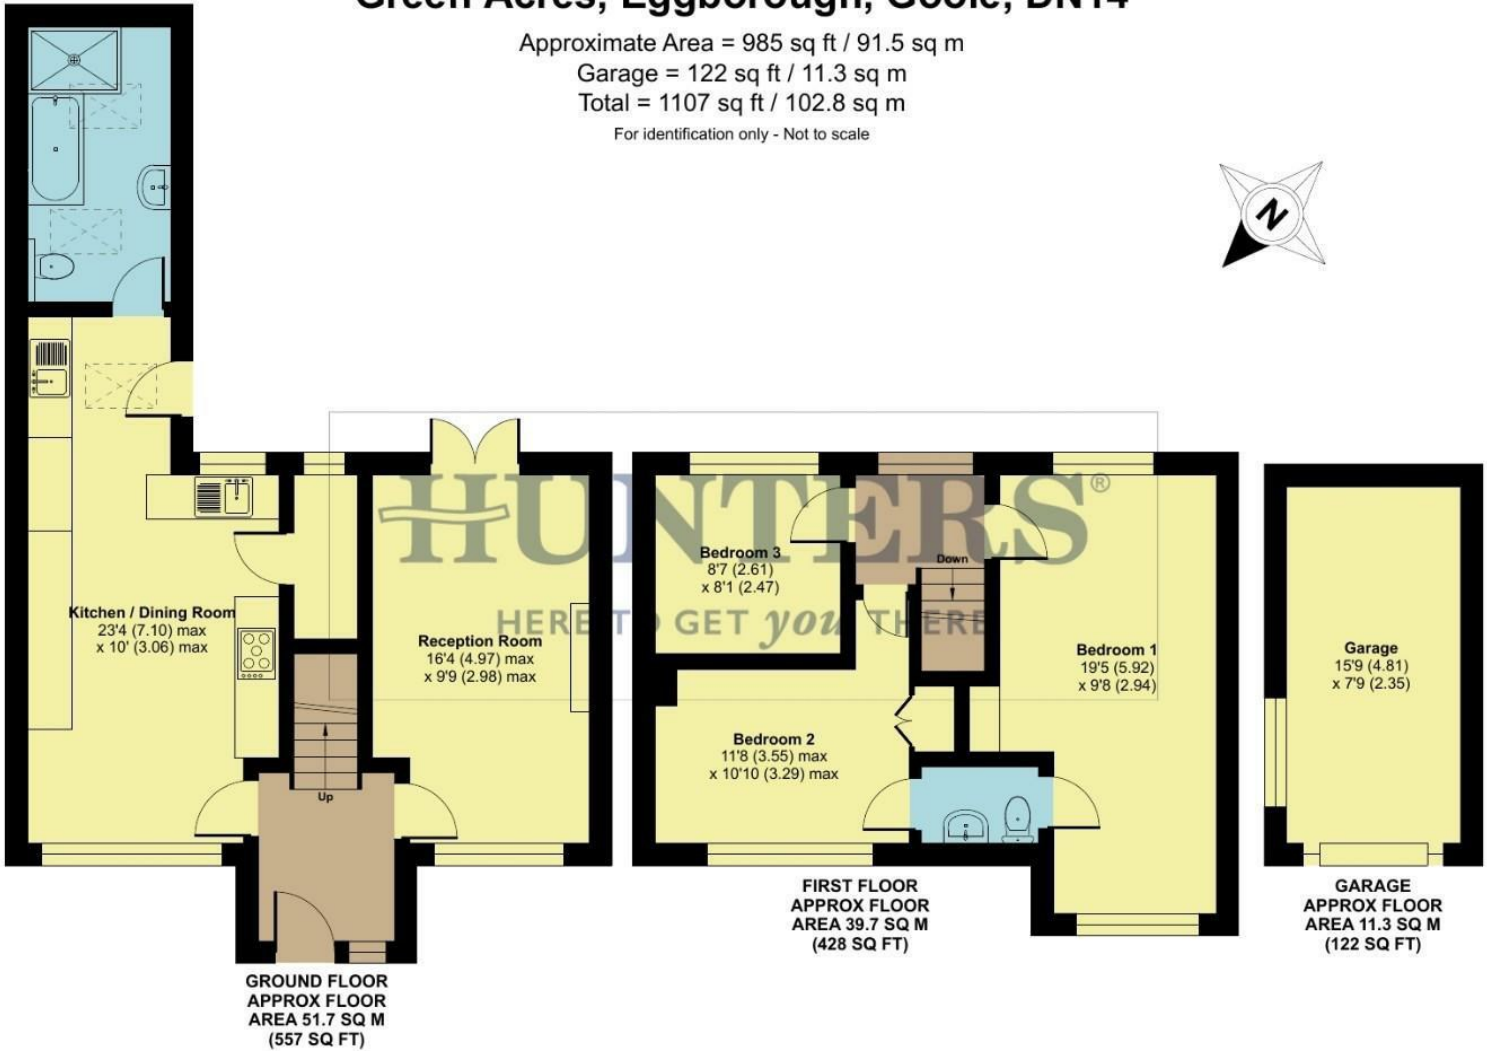 Green Acres, Eggborough, Goole, DN14
Approximate Area = 985 sq ft / 91.5 sq m
Garage = 122 sq ft / 11.3 sq m
Total = 1107 sq ft / 102.8 sq m
For identification only - Not to scale
N
HUNTERS®
HERE TO GET you THERE
Kitchen / Dining Room
23'4 (7.10) max
x 10' (3.06) max
Reception Room
16'4 (4.97) max
x 9'9 (2.98) max
Up
Bedroom 3
8'7 (2.61)
x 8'1 (2.47)
Down
Bedroom 1
19'5 (5.92)
x 9'8 (2.94)
Bedroom 2
11'8 (3.55) max
x 10'10 (3.29) max
Garage
15'9 (4.81)
x 7'9 (2.35)
GROUND FLOOR
APPROX FLOOR
AREA 51.7 SQ M
(557 SQ FT)
FIRST FLOOR
APPROX FLOOR
AREA 39.7 SQ M
(428 SQ FT)
GARAGE
APPROX FLOOR
AREA 11.3 SQ M
(122 SQ FT)